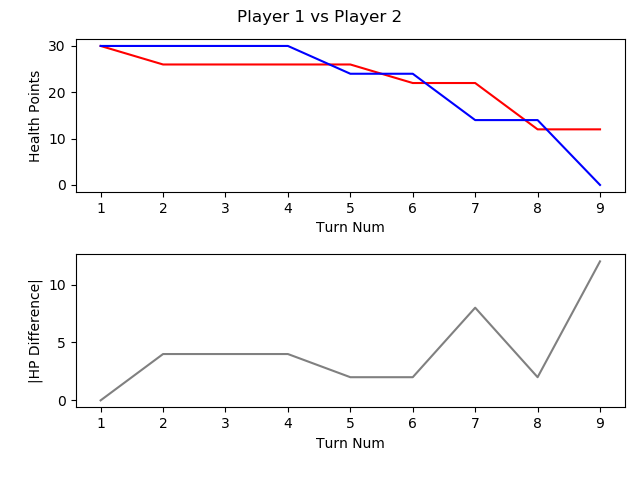 Player 1 vs Player 2
30
20
10
0
Health Points
1 2 3 4 5 6 7 8 9
Turn Num
10
5
0
|HP Difference|
1 2 3 4 5 6 7 8 9
Turn Num